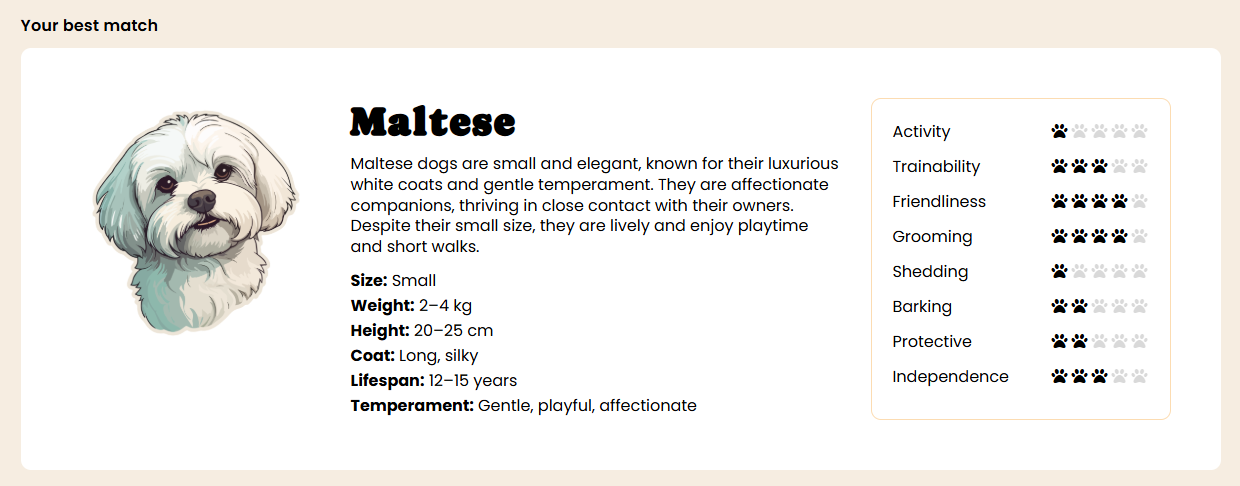 Your best match
Maltese
Maltese dogs are small and elegant, known for their luxurious
white coats and gentle temperament. They are affectionate
companions, thriving in close contact with their owners.
Despite their small size, they are lively and enjoy playtime
and short walks.
Size: Small
Weight: 2–4 kg
Height: 20–25 cm
Coat: Long, silky
Lifespan: 12–15 years
Temperament: Gentle, playful, affectionate
Activity
Trainability
Friendliness
Grooming
Shedding
Barking
Protective
Independence